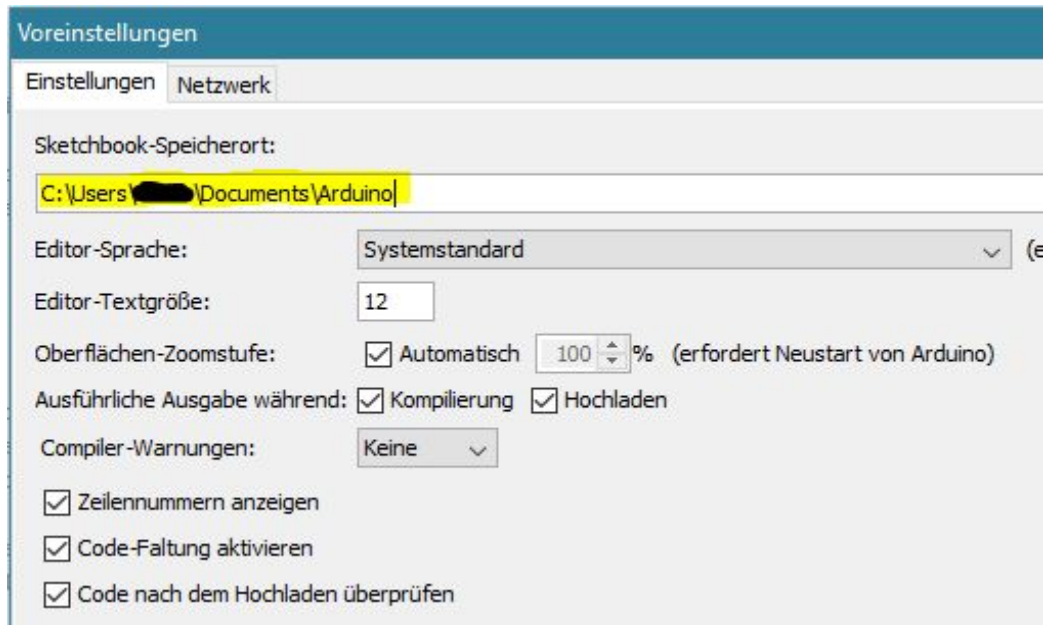 Voreinstellungen
Einstellungen Netzwerk
Sketchbook-Speicherort:
C:\Users\ \Documents\Arduino
Editor-Sprache: Systemstandard (e
Editor-Textgröße: 12
Oberflächen-Zoomstufe: Automatisch 100 % (erfordert Neustart von Arduino)
Ausführliche Ausgabe während: Kompilierung Hochladen
Compiler-Warnungen: Keine
Zeilennummern anzeigen
Code-Faltung aktivieren
Code nach dem Hochladen überprüfen